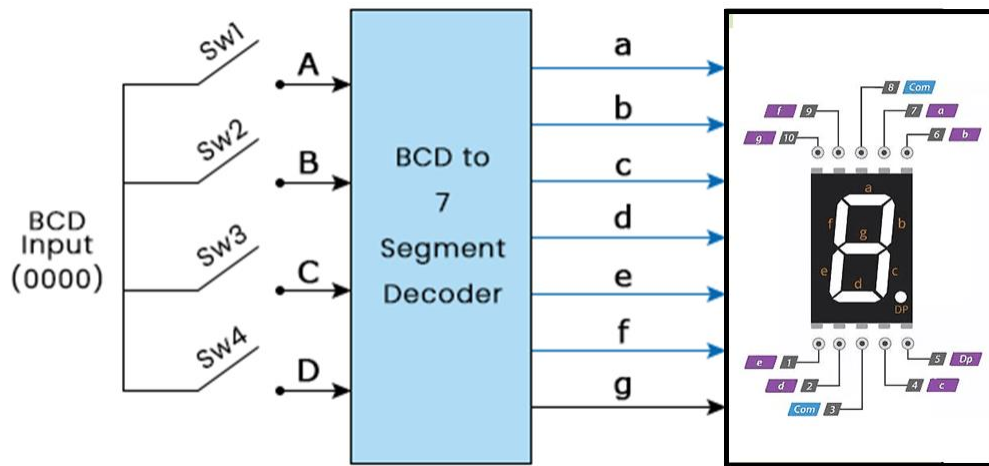 BCD
Input
(0000)
Sw1
Sw2
Sw3
Sw4
A
B
C
D
BCD to
7
Segment
Decoder
a
b
c
d
e
f
g
8 Com
f 9
7 a
g 10
6 b
a
f
b
g
e
c
d
DP
e 1
5 Dp
d 2
4 c
Com 3